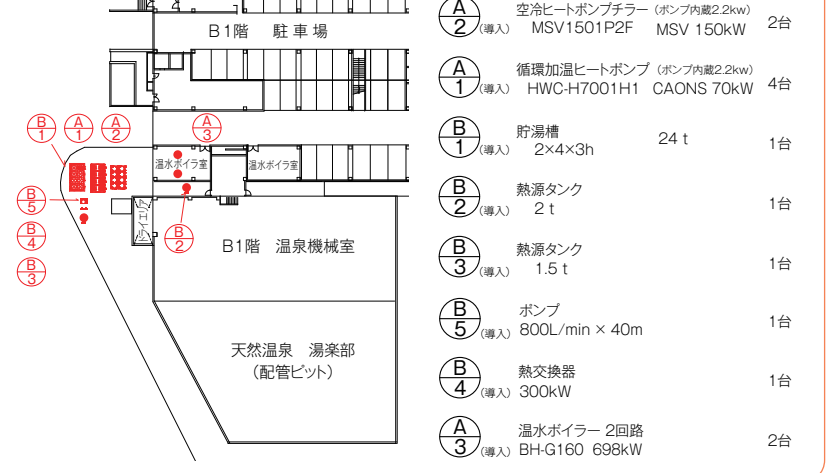 B1階 駐車場
B
1
A
1
A
2
A
3
温水ボイラ室
温水ボイラ室
B
5
B
4
B
3
ドライエリア
B
2
B1階 温泉機械室
天然温泉 湯楽部
(配管ピット)
A
2 (導入) 空冷ヒートポンプチラー (ポンプ内蔵2.2kw)
MSV1501P2F MSV 150kW 2台
A
1 (導入) 循環加温ヒートポンプ (ポンプ内蔵2.2kw)
HWC-H7001H1 CAONS 70kW 4台
B
1 (導入) 貯湯槽
2×4×3h 24 t 1台
B
2 (導入) 熱源タンク
2 t 1台
B
3 (導入) 熱源タンク
1.5 t 1台
B
5 (導入) ポンプ
800L/min × 40m 1台
B
4 (導入) 熱交換器
300kW 1台
A
3 (導入) 温水ボイラー 2回路
BH-G160 698kW 2台